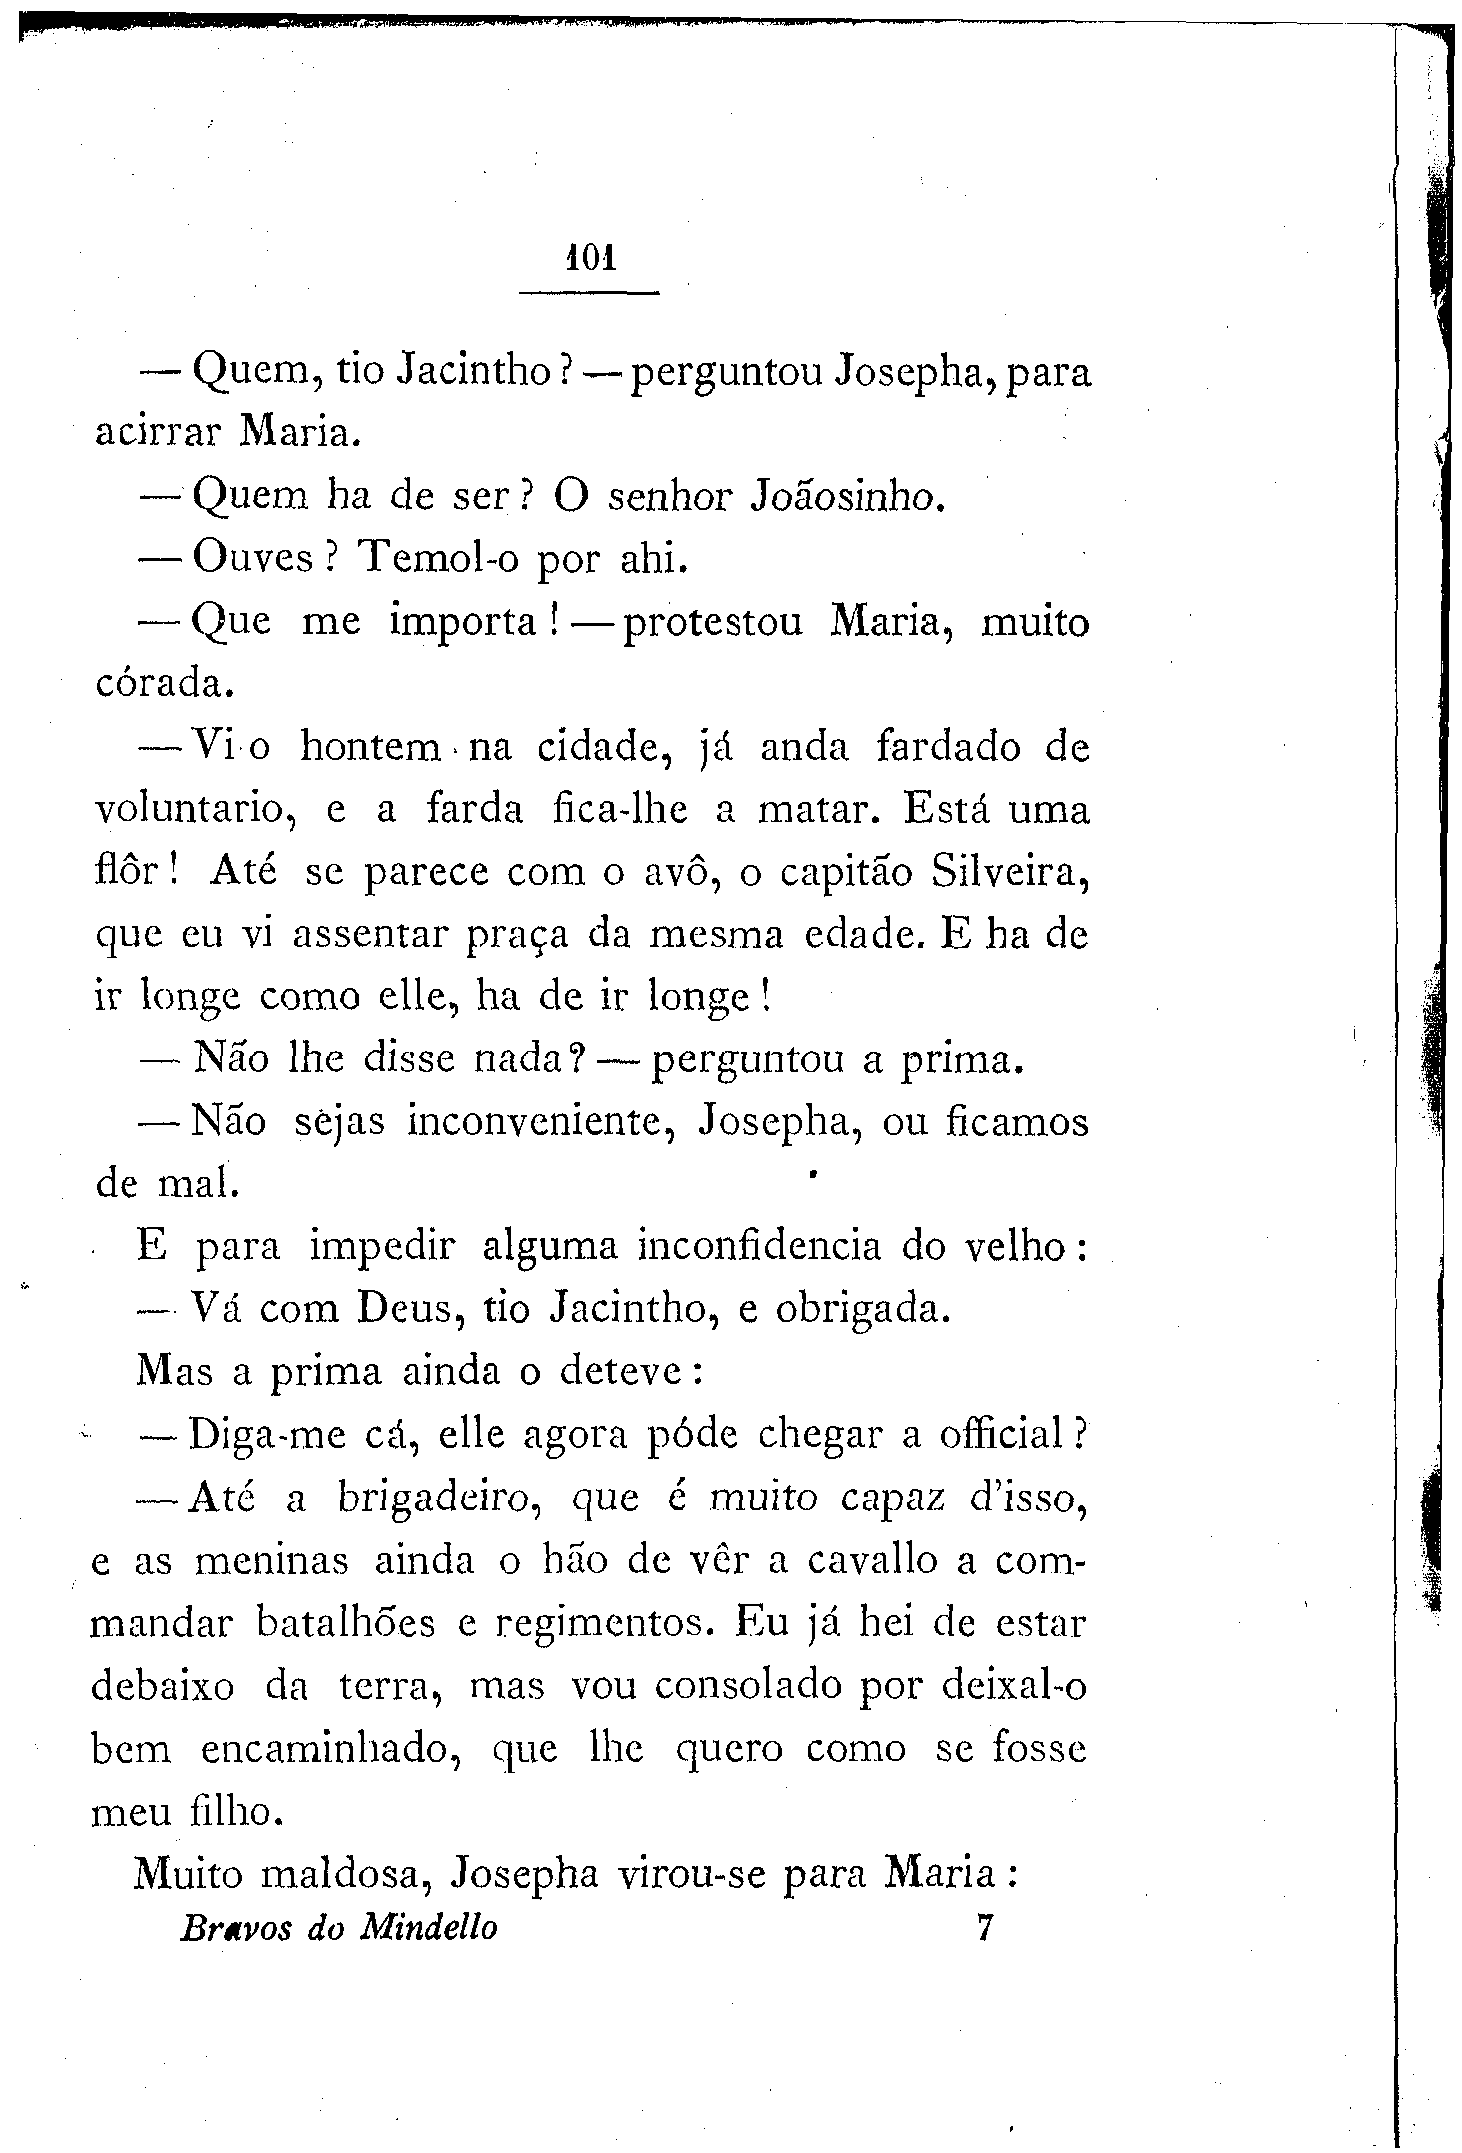 101
— Quem, tio Jacintho? — perguntou Josepha, para
acirrar Maria.
— Quem ha de ser? O senhor Joãosinho.
— Ouves? Temol-o por ahi.
— Que me importa! — protestou Maria, muito
córada.
— Vi o hontem na cidade, já anda fardado de
voluntario, e a farda fica-lhe a matar. Está uma
flôr! Até se parece com o avô, o capitão Silveira,
que eu vi assentar praça da mesma edade. E ha de
ir longe como elle, ha de ir longe!
— Não lhe disse nada? — perguntou a prima.
— Não sejas inconveniente, Josepha, ou ficamos
de mal.
E para impedir alguma inconfidencia do velho:
— Vá com Deus, tio Jacintho, e obrigada.
Mas a prima ainda o deteve:
— Diga-me cá, elle agora póde chegar a official?
— Até a brigadeiro, que é muito capaz d'isso,
e as meninas ainda o hão de vêr a cavallo a com-
mandar batalhões e regimentos. Eu já hei de estar
debaixo da terra, mas vou consolado por deixal-o
bem encaminhado, que lhe quero como se fosse
meu filho.
Muito maldosa, Josepha virou-se para Maria:
Bravos do Mindello 7